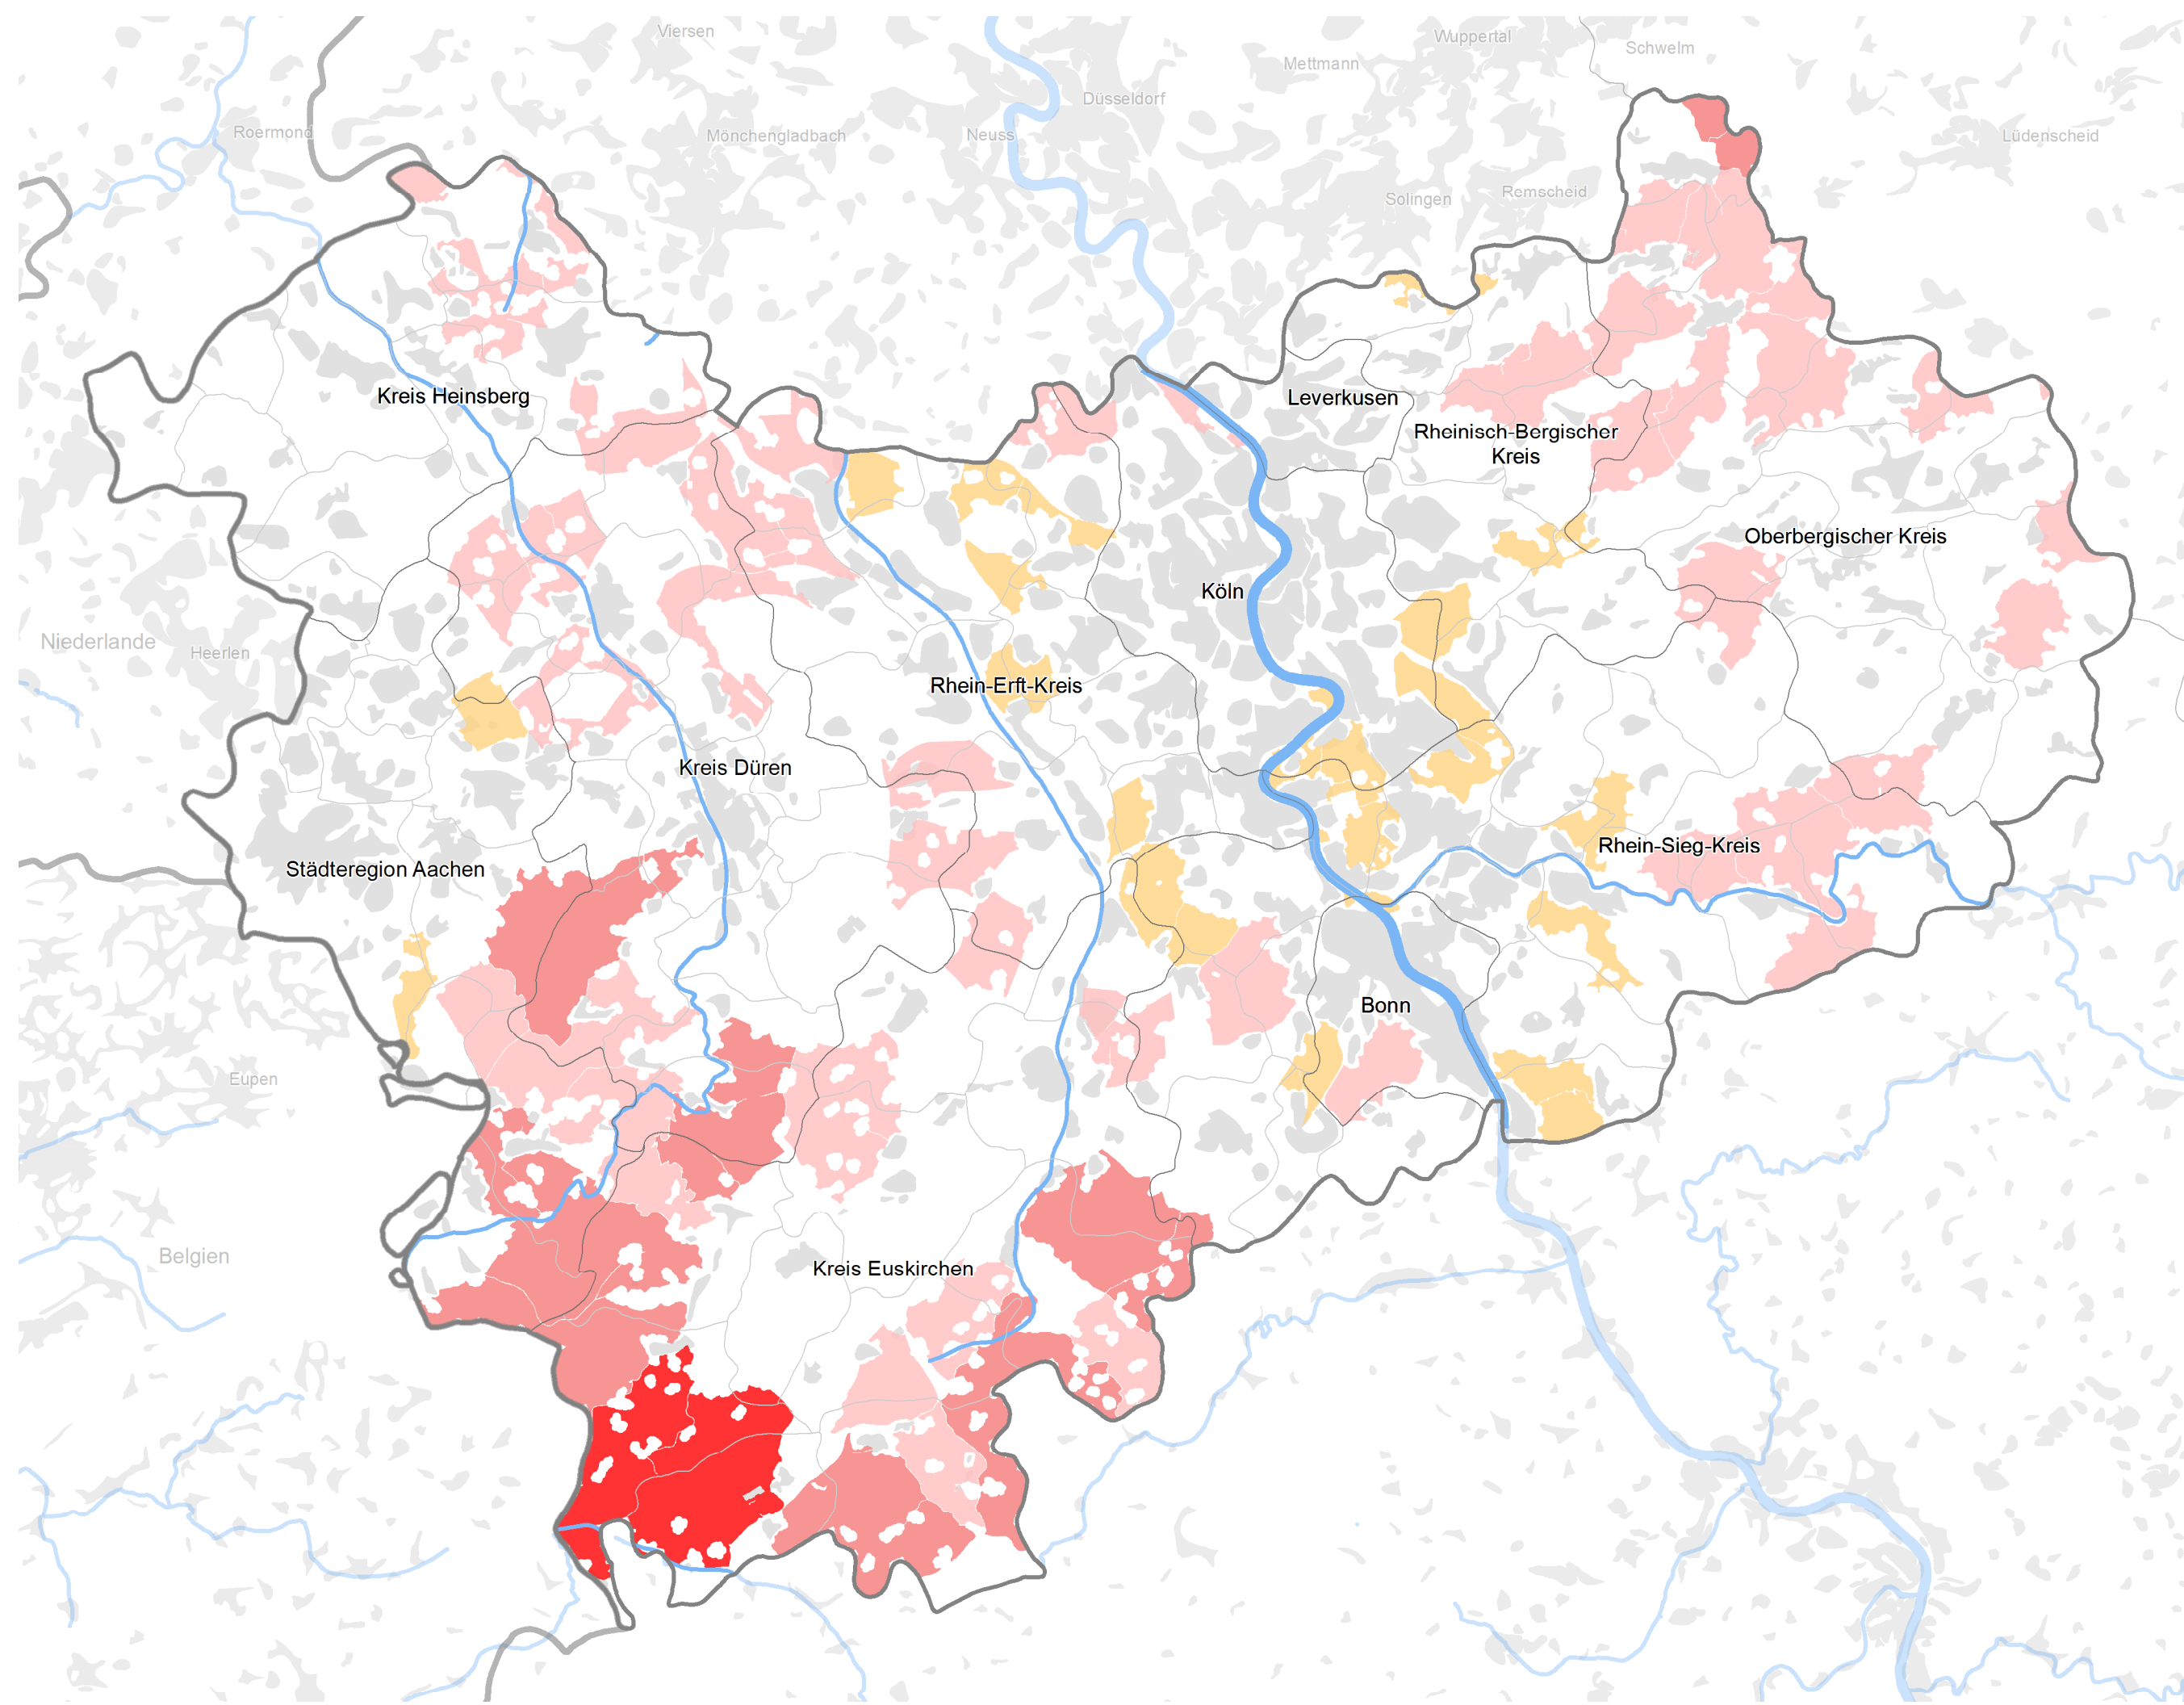 Viersen
Wuppertal
Schwelm
Mettmann
Düsseldorf
Roermond
Mönchengladbach
Neuss
Lüdenscheid
Solingen
Remscheid
Kreis Heinsberg
Leverkusen
Rheinisch-Bergischer
Kreis
Oberbergischer Kreis
Köln
Niederlande
Heerlen
Rhein-Erft-Kreis
Kreis Düren
Rhein-Sieg-Kreis
Städteregion Aachen
Bonn
Eupen
Belgien
Kreis Euskirchen